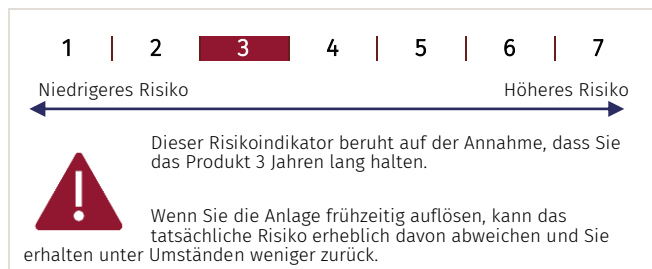 1 | 2 | 3 | 4 | 5 | 6 | 7
Niedrigeres Risiko Höheres Risiko
Dieser Risikoindikator beruht auf der Annahme, dass Sie
das Produkt 3 Jahren lang halten.
Wenn Sie die Anlage frühzeitig auflösen, kann das
tatsächliche Risiko erheblich davon abweichen und Sie
erhalten unter Umständen weniger zurück.